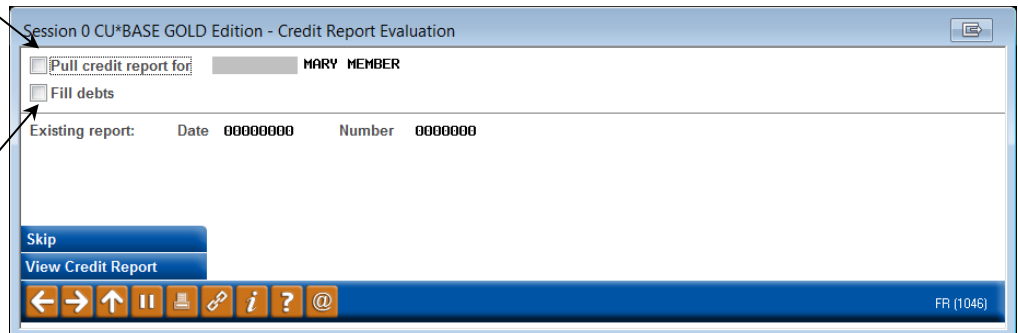 Session 0 CU*BASE GOLD Edition - Credit Report Evaluation
Pull credit report for MARY MEMBER
Fill debts
Existing report: Date 00000000 Number 0000000
Skip
View Credit Report
i ? @ FR (1046)